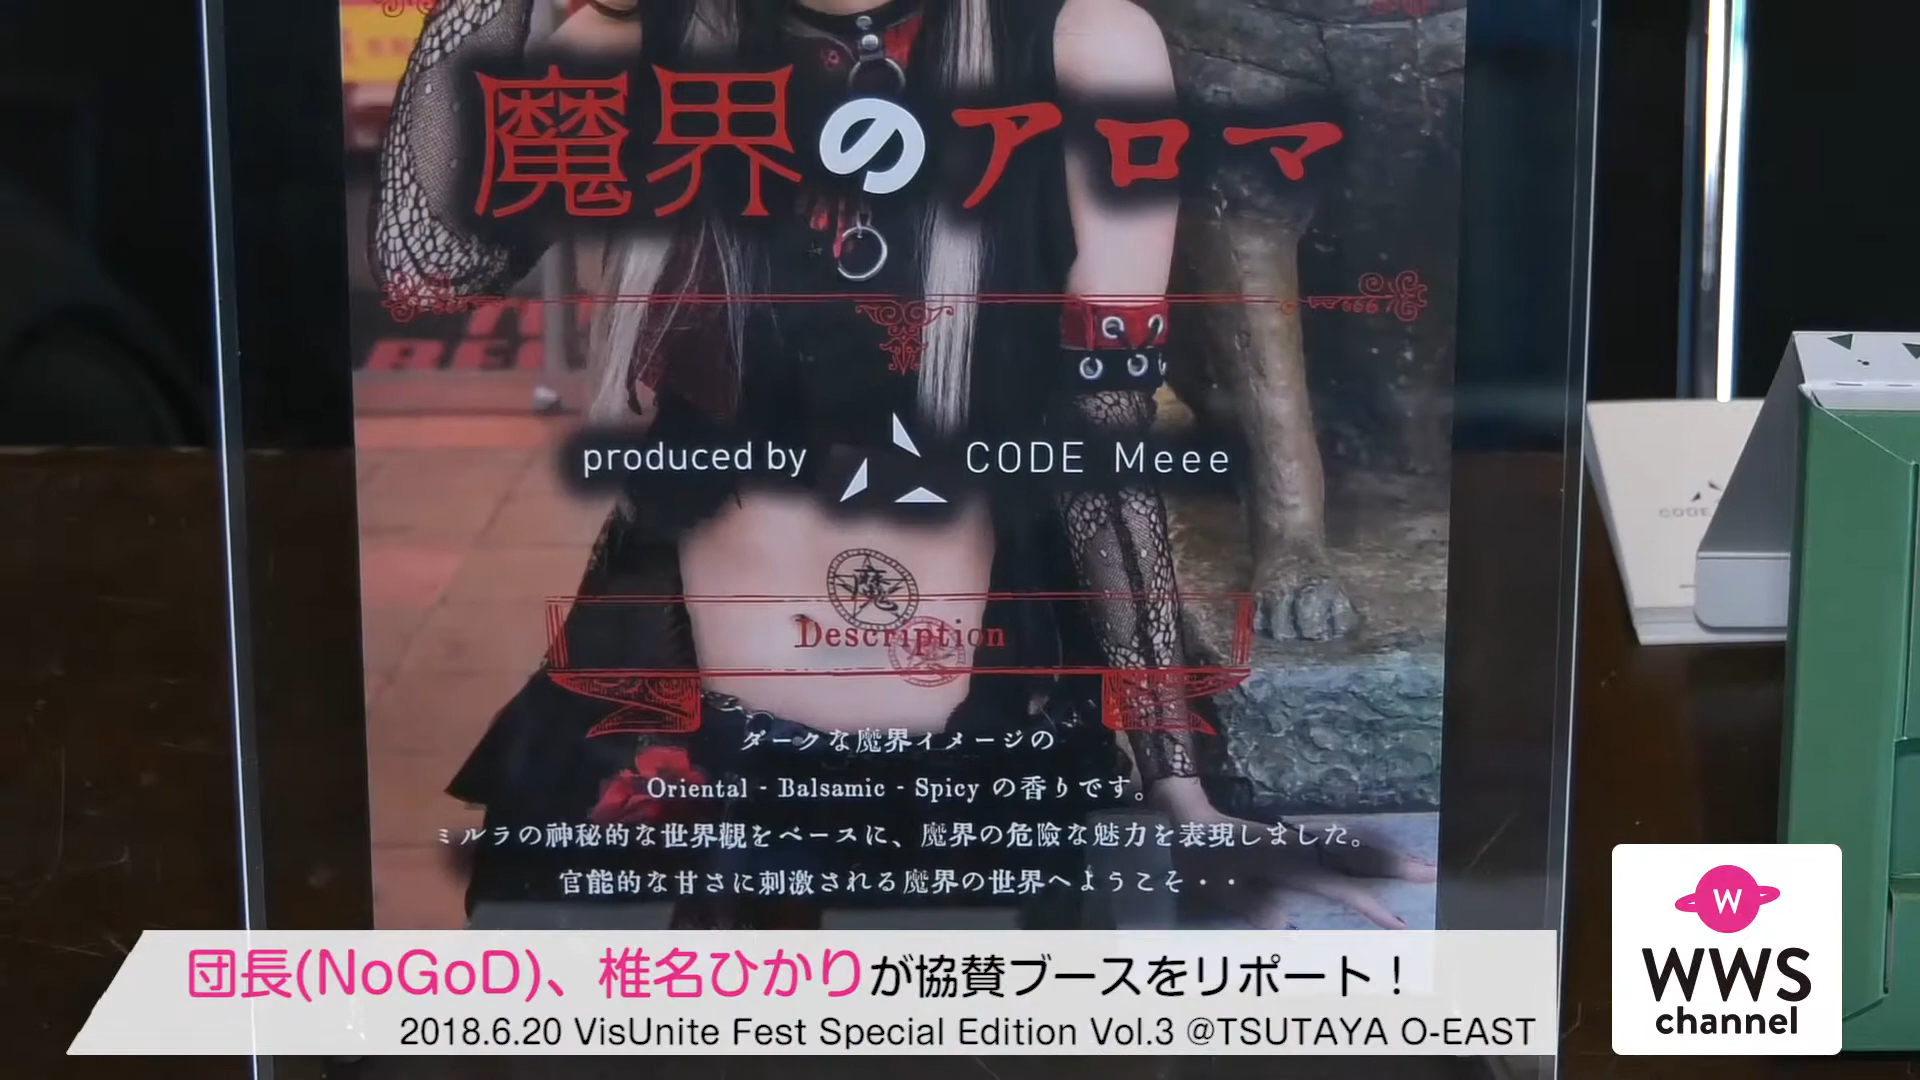 魔界のアロマ
produced by CODE Meee
魔
Description
ダークな魔界イメージの
Oriental - Balsamic - Spicy の香りです。
ミルラの神秘的な世界觀をベースに、魔界の危険な魅力を表現しました。
官能的な甘さに刺激される魔界の世界へようこそ・・
団長(NoGoD)、椎名ひかりが協賛ブースをリポート！
2018.6.20 VisUnite Fest Special Edition Vol.3 @TSUTAYA O-EAST
W
WWS
channel